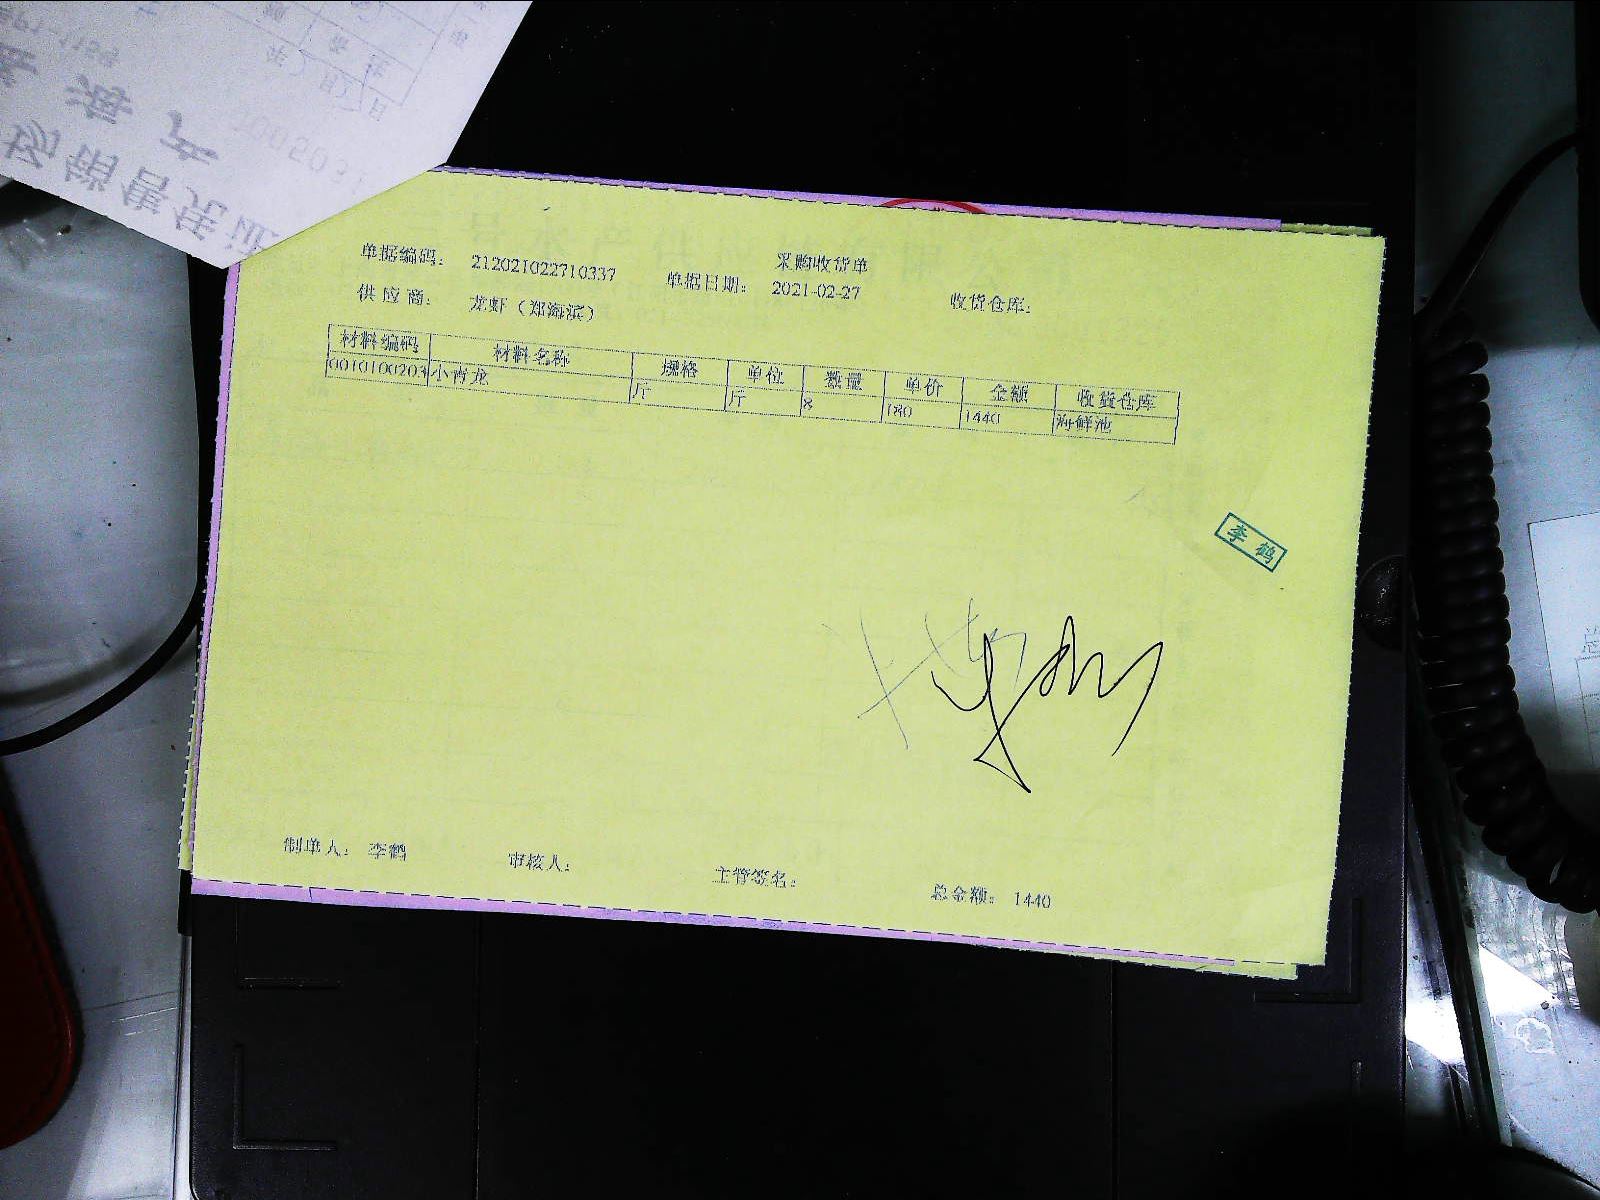 采购收货单
单据编码： 212021022710337 单据日期： 2021-02-27 收货仓库：
供应商： 龙虾（郑海滨）
材料编码 材料名称 规格 单位 数量 单价 金额 收货仓库
0010100203 小青龙 斤 斤 8 180 1440 海鲜池
李鹤
制单人： 李鹤 审核人： 主管签名： 总金额： 1440